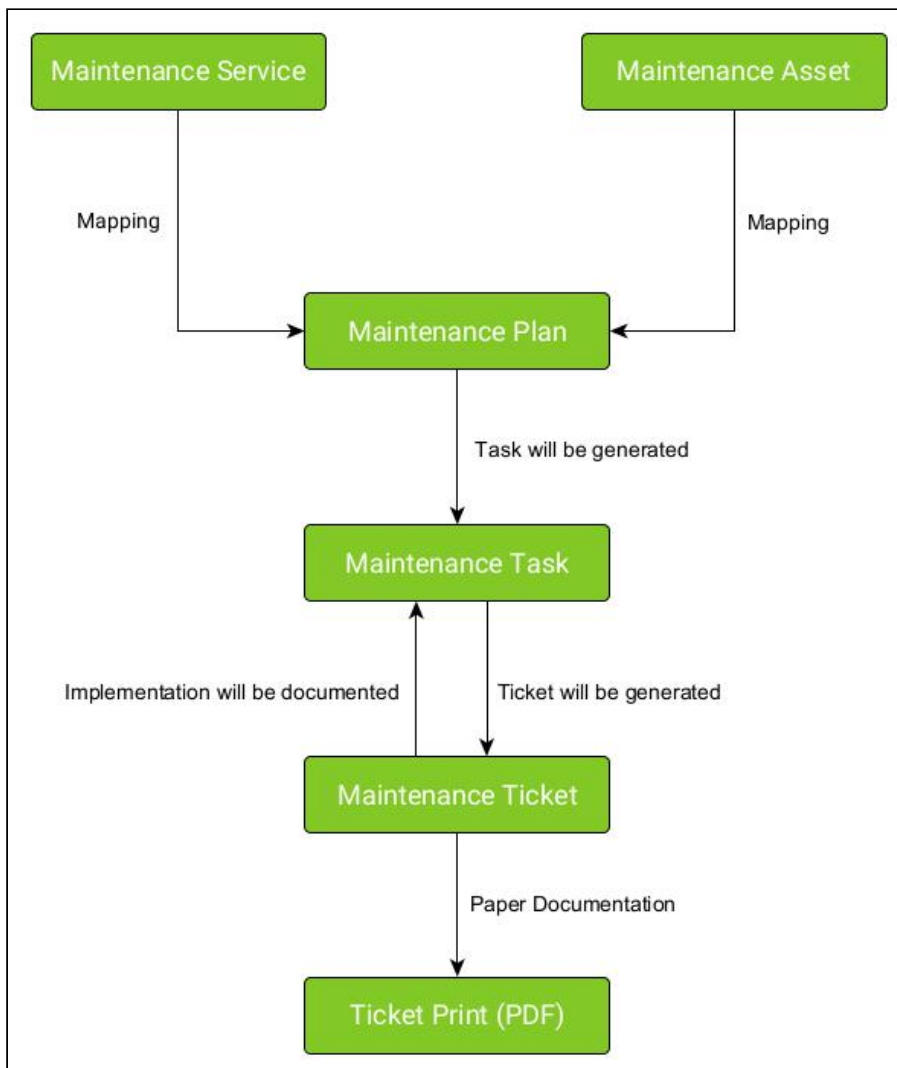 Maintenance Service
Maintenance Asset
Mapping
Mapping
Maintenance Plan
Task will be generated
Maintenance Task
Implementation will be documented
Ticket will be generated
Maintenance Ticket
Paper Documentation
Ticket Print (PDF)